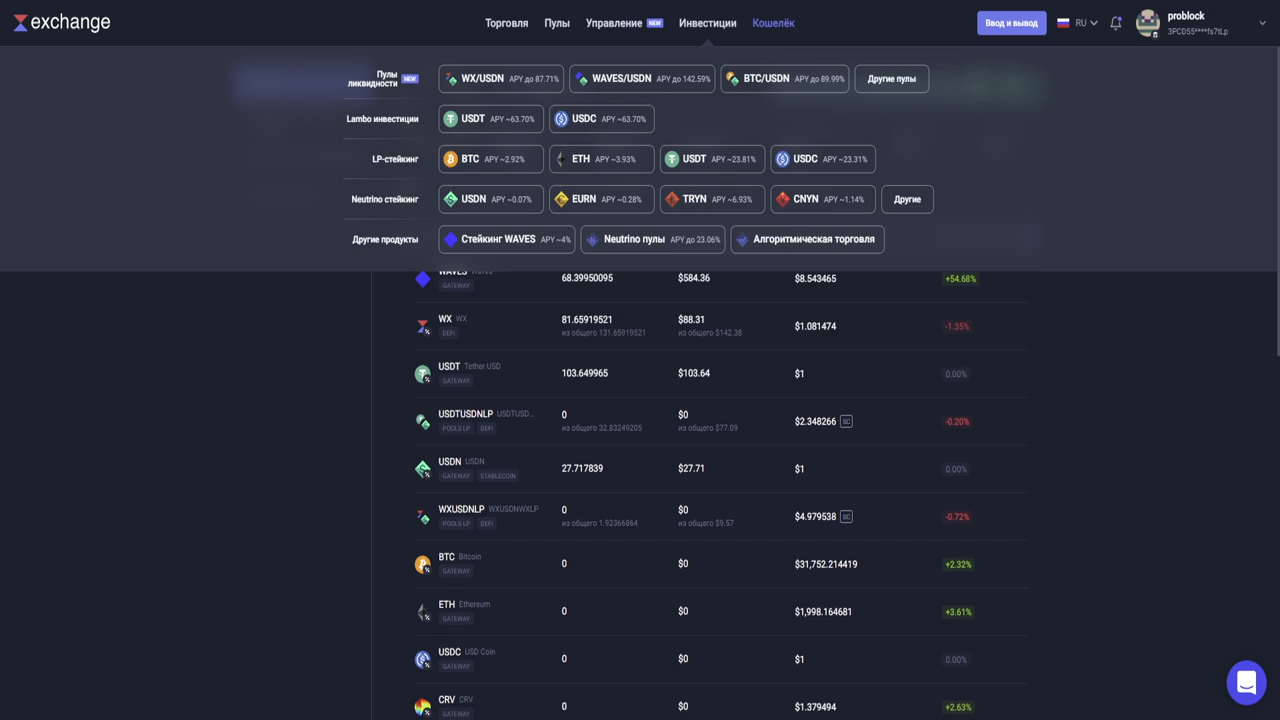 exchange
Торговля Пулы Управление NEW Инвестиции Кошелёк
Ввод и вывод
RU
problock
3PCD55****fs7tLp
Пулы ликвидности NEW
WX/USDN APY до 87.71%
WAVES/USDN APY до 142.59%
BTC/USDN APY до 89.99%
Другие пулы
Lambo инвестиции
USDT APY ~63.70%
USDC APY ~63.70%
LP-стейкинг
BTC APY ~2.92%
ETH APY ~3.93%
USDT APY ~23.81%
USDC APY ~23.31%
Neutrino стейкинг
USDN APY ~0.07%
EURN APY ~0.28%
TRYN APY ~6.93%
CNYN APY ~1.14%
Другие
Другие продукты
Стейкинг WAVES APY ~4%
Neutrino пулы APY до 23.06%
Алгоритмическая торговля
WAVES Waves 68.39950095 $584.36 $8.543465 +54.68%
GATEWAY
WX WX 81.65919521 $88.31 $1.081474 -1.35%
DEFI из общего 131.65919521 из общего $142.38
USDT Tether USD 103.649965 $103.64 $1 0.00%
GATEWAY
USDTUSDNLP USDTUSD... 0 $0 $2.348266 SC -0.20%
POOLS LP DEFI из общего 32.83249205 из общего $77.09
USDN USDN 27.717839 $27.71 $1 0.00%
GATEWAY STABLECOIN
WXUSDNLP WXUSDNWXLP 0 $0 $4.979538 SC -0.72%
POOLS LP DEFI из общего 1.92366864 из общего $9.57
BTC Bitcoin 0 $0 $31,752.214419 +2.32%
GATEWAY
ETH Ethereum 0 $0 $1,998.164681 +3.61%
GATEWAY
USDC USD Coin 0 $0 $1 0.00%
GATEWAY
CRV CRV 0 $0 $1.379494 +2.63%
GATEWAY